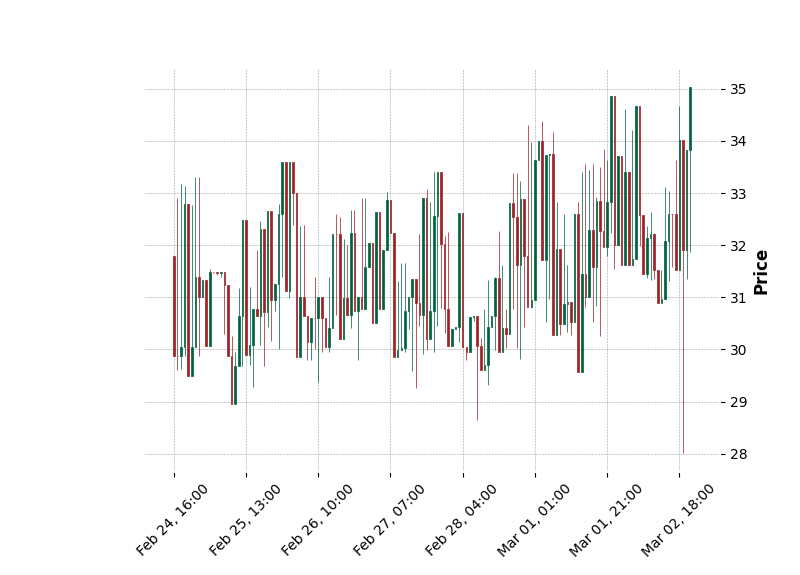 35
34
33
32
31
30
29
28
Price
Feb 24, 16:00
Feb 25, 13:00
Feb 26, 10:00
Feb 27, 07:00
Feb 28, 04:00
Mar 01, 01:00
Mar 01, 21:00
Mar 02, 18:00